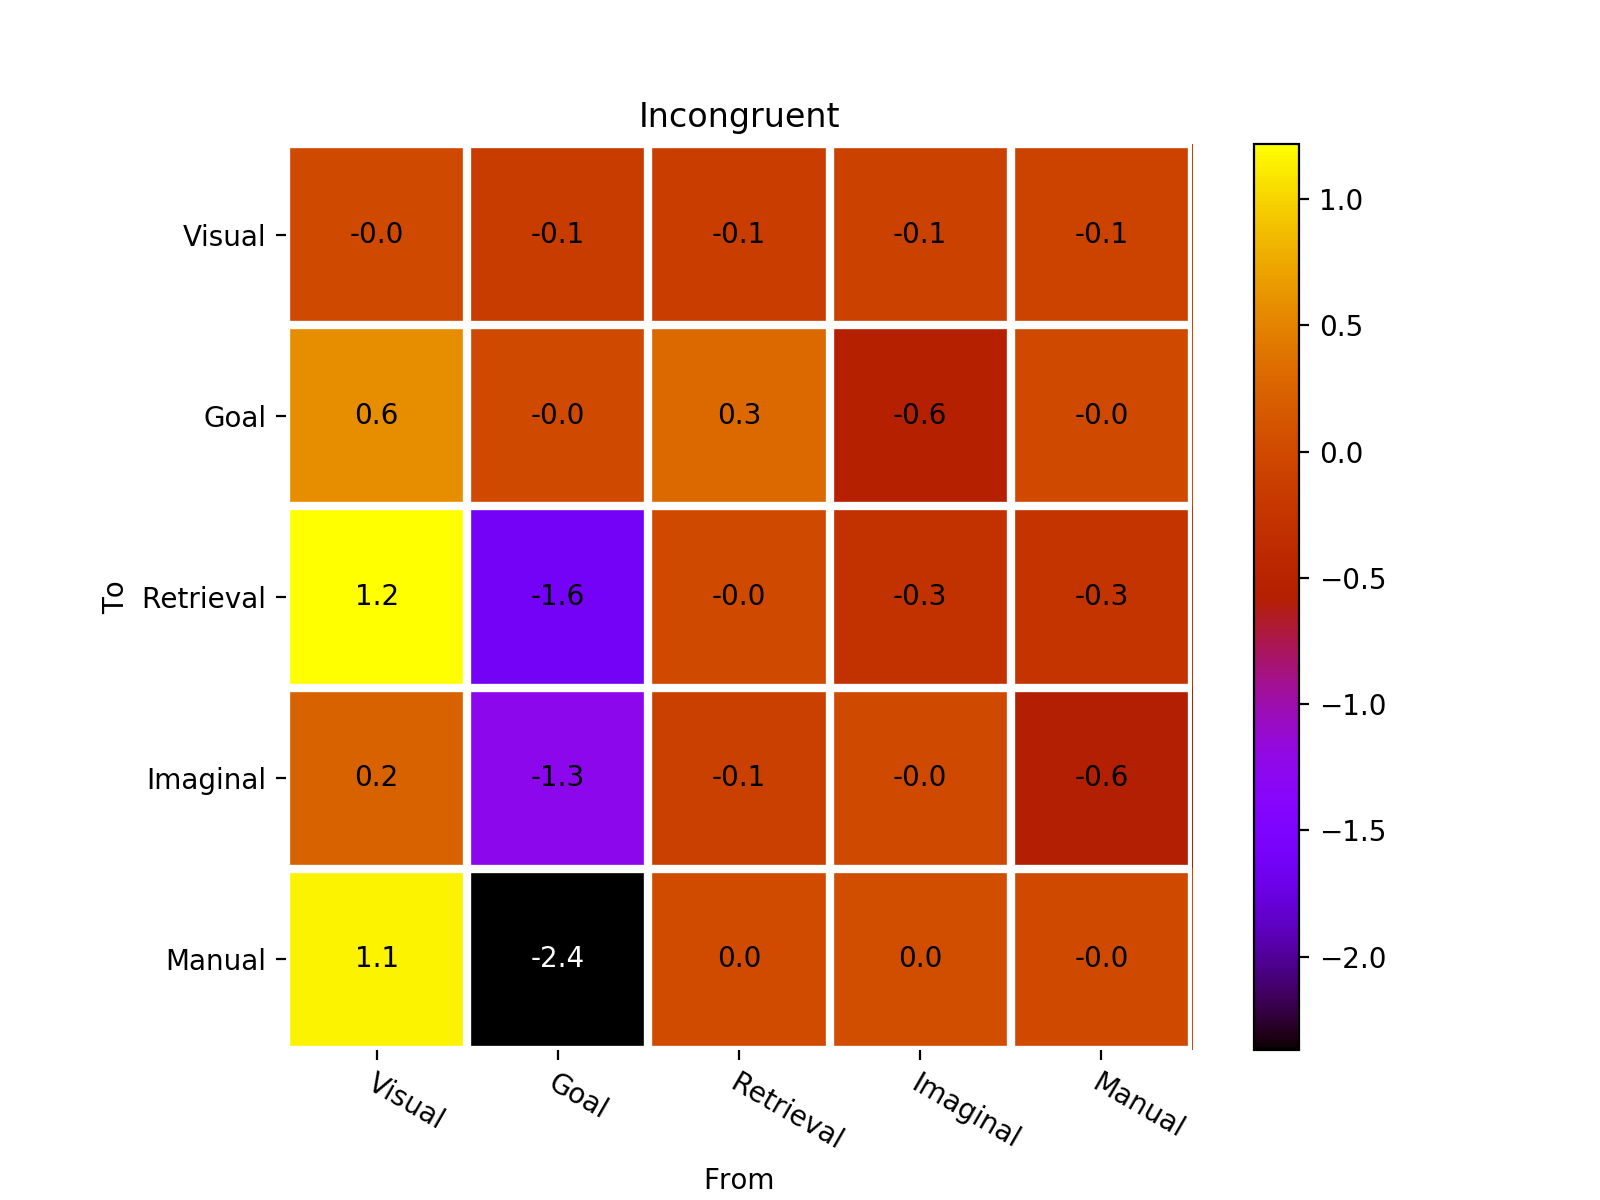 Incongruent
Visual -0.0 -0.1 -0.1 -0.1 -0.1
Goal 0.6 -0.0 0.3 -0.6 -0.0
To
Retrieval 1.2 -1.6 -0.0 -0.3 -0.3
Imaginal 0.2 -1.3 -0.1 -0.0 -0.6
Manual 1.1 -2.4 0.0 0.0 -0.0
Visual Goal Retrieval Imaginal Manual
From
1.0
0.5
0.0
−0.5
−1.0
−1.5
−2.0